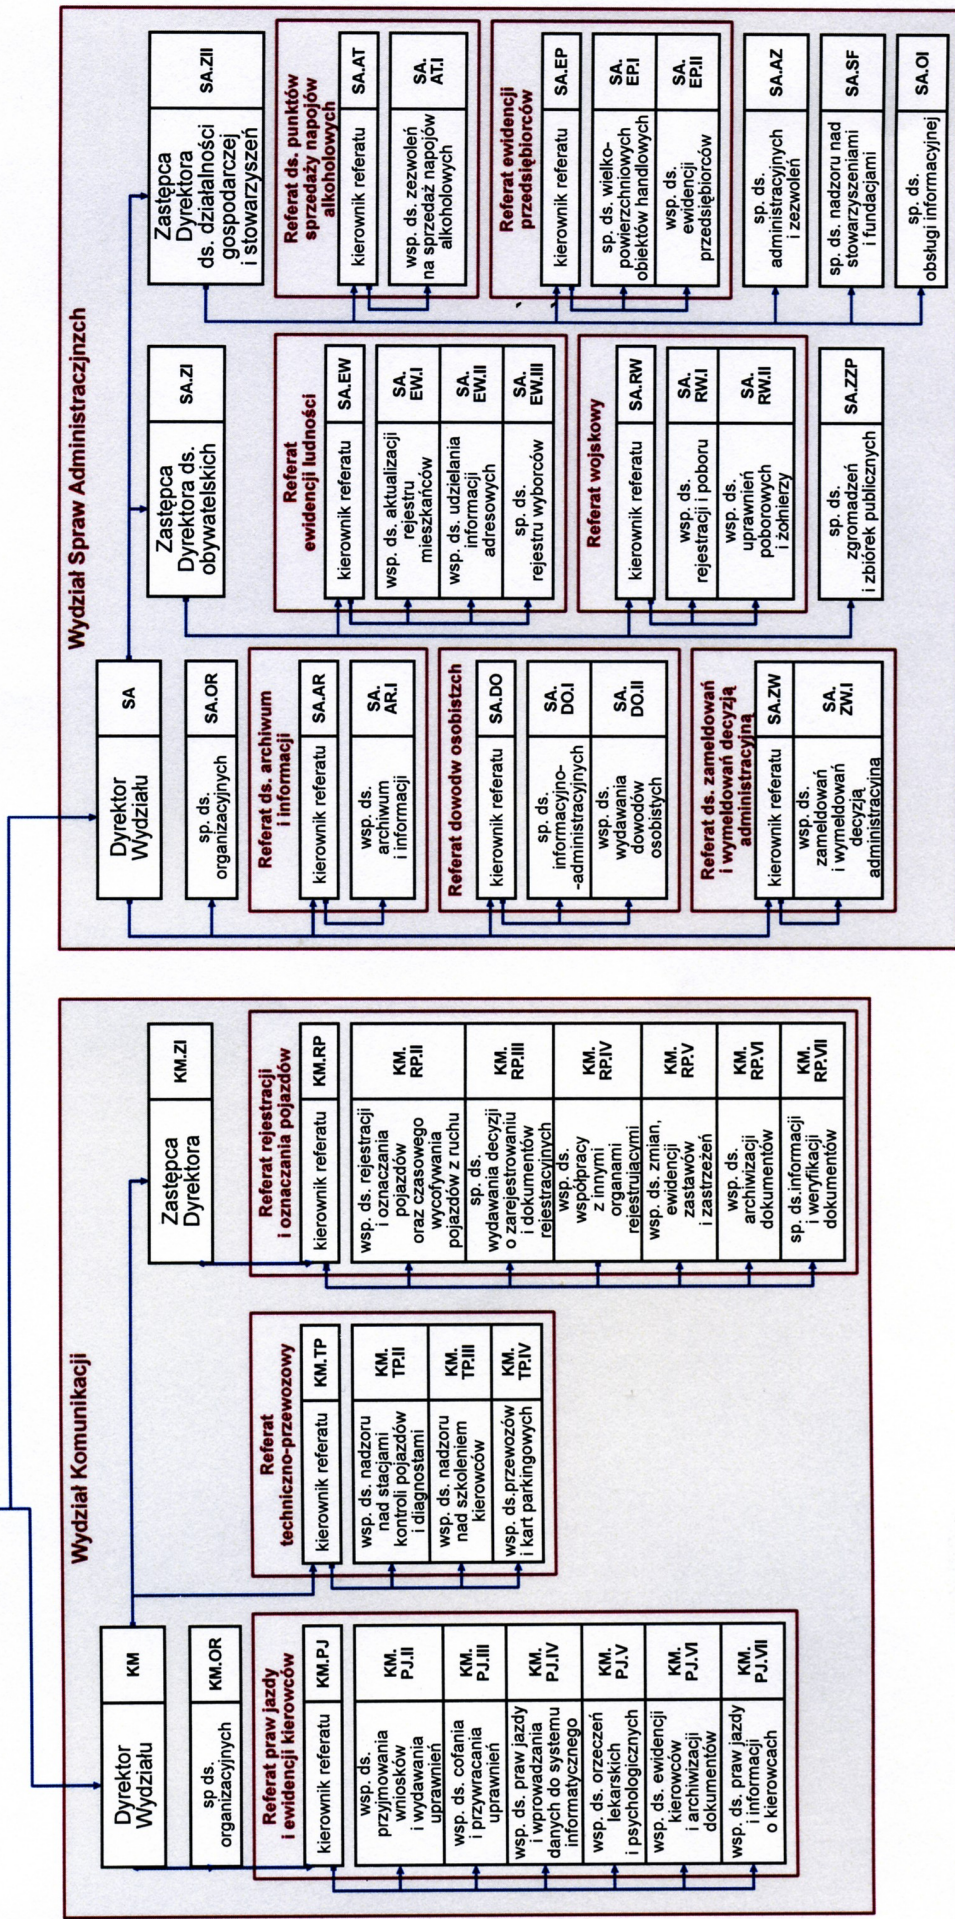 Wydział Komunikacji
Dyrektor
Wydziału
KM
sp ds.
organizacyjnych
KM.OR
Referat praw jazdy
i ewidencji kierowców
kierownik referatu
KM.PJ
wsp. ds.
przyjmowania
wniosków
i wydawania
uprawnień
KM.
PJ.II
wsp. ds. cofania
i przywracania
uprawnień
KM.
PJ.III
wsp. ds. praw jazdy
i wprowadzania
danych do systemu
informatycznego
KM.
PJ.IV
wsp. ds. orzeczeń
lekarskich
i psychologicznych
KM.
PJ.V
wsp. ds. ewidencji
kierowców
i archiwizacji
dokumentów
KM.
PJ.VI
wsp. ds. praw jazdy
i informacji
o kierowcach
KM.
PJ.VII
Referat
techniczno-przewozowy
kierownik referatu
KM.TP
wsp. ds. nadzoru
nad stacjami
kontroli pojazdów
i diagnostami
KM.
TP.II
wsp. ds. nadzoru
nad szkoleniem
kierowców
KM.
TP.III
wsp. ds.przewozów
i kart parkingowych
KM.
TP.IV
Zastępca
Dyrektora
KM.ZI
Referat rejestracji
i oznaczania pojazdów
kierownik referatu
KM.RP
wsp. ds. rejestracji
i oznaczania
pojazdów
oraz czasowego
wycofywania
pojazdów z ruchu
KM.
RP.II
sp. ds.
wydawania decyzji
o zarejestrowaniu
i dokumentów
rejestracyjnych
KM.
RP.III
wsp. ds.
współpracy
z innymi
organami
rejestrującymi
KM.
RP.IV
wsp. ds. zmian,
ewidencji
zastawów
i zastrzeżeń
KM.
RP.V
wsp. ds.
archiwizacji
dokumentów
KM.
RP.VI
sp. ds.informacji
i weryfikacji
dokumentów
KM.
RP.VII
Wydział Spraw Administraczjnzch
Dyrektor
Wydziału
SA
sp. ds.
organizacyjnych
SA.OR
Referat ds. archiwum
i informacji
kierownik referatu
SA.AR
wsp. ds.
archiwum
i informacji
SA.
AR.I
Referat dowodw osobistzch
kierownik referatu
SA.DO
sp. ds.
informacyjno-
-administracyjnych
SA.
DO.I
wsp. ds.
wydawania
dowodów
osobistych
SA.
DO.II
Referat ds. zameldowań
i wymeldowań decyzją
administracyjną
kierownik referatu
SA.ZW
wsp. ds.
zameldowań
i wymeldowań
decyzją
administracyjną
SA.
ZW.I
Zastępca
Dyrektora ds.
obywatelskich
SA.ZI
Referat
ewidencji ludności
kierownik referatu
SA.EW
wsp. ds. aktualizacji
rejestru
mieszkańców
SA.
EW.I
wsp. ds. udzielania
informacji
adresowych
SA.
EW.II
sp. ds.
rejestru wyborców
SA.
EW.III
Referat wojskowy
kierownik referatu
SA.RW
wsp. ds.
rejestracji i poboru
SA.
RW.I
wsp. ds.
uprawnień
poborowych
i żołnierzy
SA.
RW.II
sp. ds.
zgromadzeń
i zbiórek publicznych
SA.ZZP
Zastępca
Dyrektora
ds. działalności
gospodarczej
i stowarzyszeń
SA.ZII
Referat ds. punktów
sprzedaży napojów
alkoholowych
kierownik referatu
SA.AT
wsp. ds. zezwoleń
na sprzedaż napojów
alkoholowych
SA.
AT.I
Referat ewidencji
przedsiębiorców
kierownik referatu
SA.EP
sp. ds. wielko-
powierzchniowych
obiektów handlowych
SA.
EP.I
wsp. ds.
ewidencji
przedsiębiorców
SA.
EP.II
sp. ds.
administracyjnych
i zezwoleń
SA.AZ
sp. ds. nadzoru nad
stowarzyszeniami
i fundacjami
SA.SF
sp. ds.
obsługi informacyjnej
SA.OI